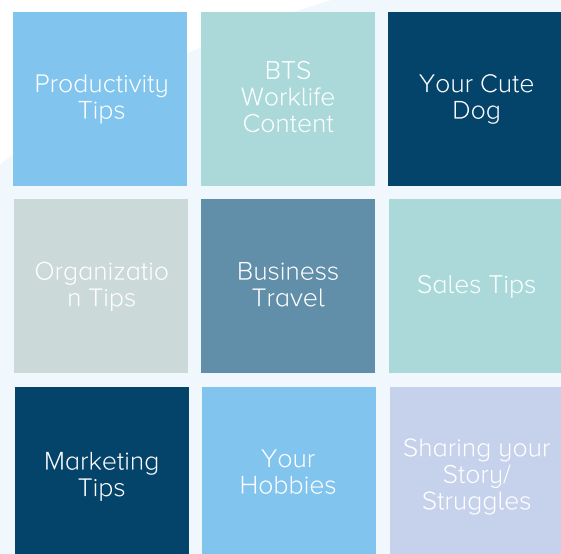 Productivity
Tips
BTS
Worklife
Content
Your Cute
Dog
Organizatio
n Tips
Business
Travel
Sales Tips
Marketing
Tips
Your
Hobbies
Sharing your
Story/
Struggles